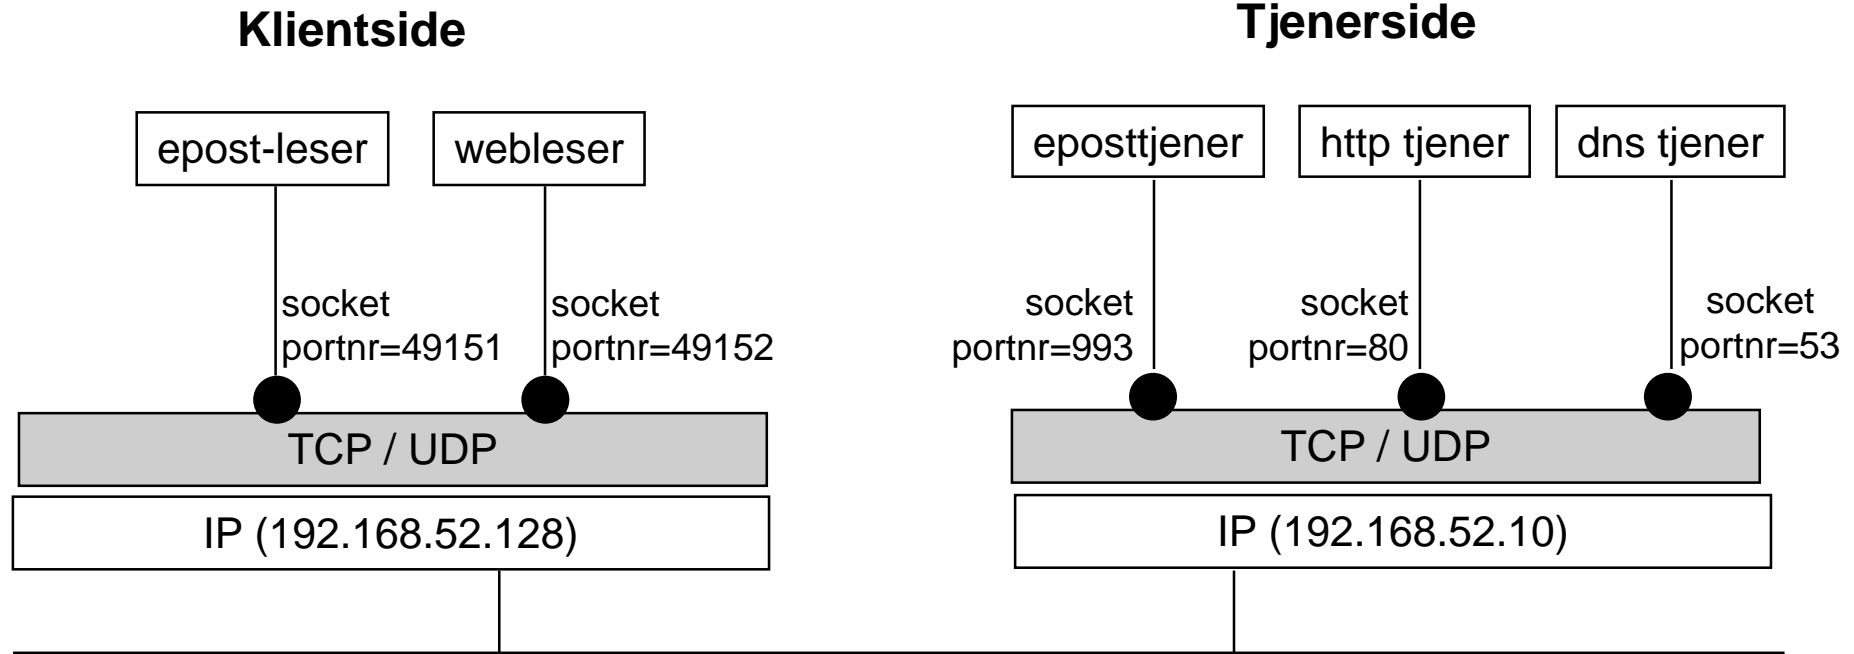 Klientside
epost-leser
webleser
socket
portnr=49151
socket
portnr=49152
TCP / UDP
IP (192.168.52.128)
Tjenerside
eposttjener
http tjener
dns tjener
socket
portnr=993
socket
portnr=80
socket
portnr=53
TCP / UDP
IP (192.168.52.10)